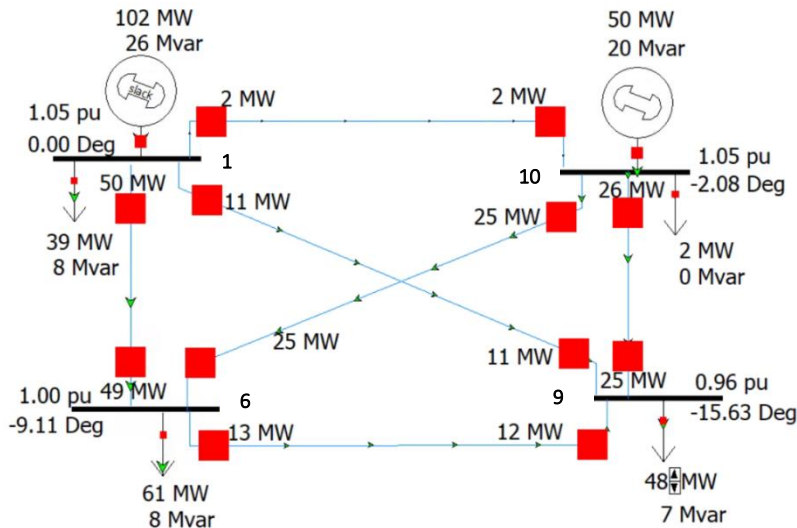 102 MW
26 Mvar
slack
1.05 pu
0.00 Deg
1
2 MW
2 MW
50 MW
20 Mvar
10
1.05 pu
-2.08 Deg
50 MW
11 MW
25 MW
26 MW
39 MW
8 Mvar
2 MW
0 Mvar
25 MW
11 MW
1.00 pu
-9.11 Deg
49 MW
6
9
25 MW
0.96 pu
-15.63 Deg
13 MW
12 MW
61 MW
8 Mvar
48 MW
7 Mvar